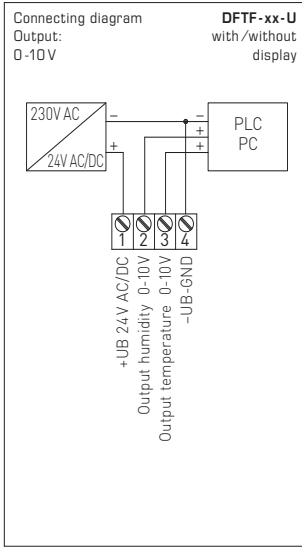 Connecting diagram
Output:
0-10 V
DFTF-xx-U
with/without
display
230V AC
24V AC/DC
–
+
–
+
+
PLC
PC
1
2
3
4
+UB 24V AC/DC
Output humidity 0-10V
Output temperature 0-10V
–UB-GND